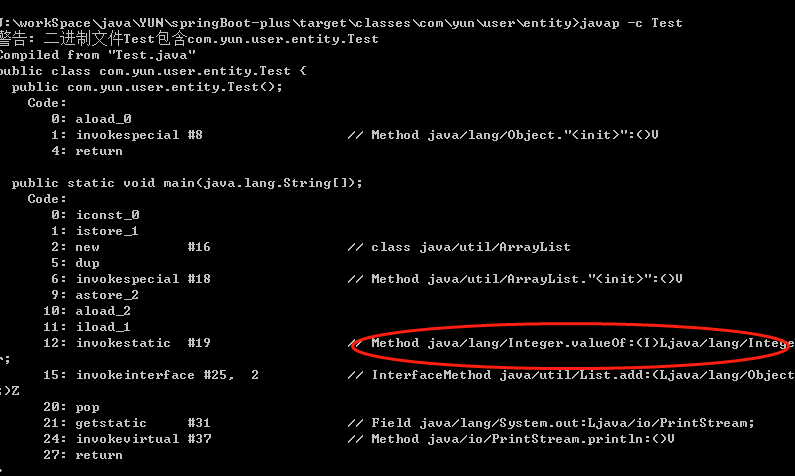 J:\workSpace\java\YUN\springBoot-plus\target\classes\com\yun\user\entity>javap -c Test
警告: 二进制文件Test包含com.yun.user.entity.Test
Compiled from "Test.java"
public class com.yun.user.entity.Test {
  public com.yun.user.entity.Test();
    Code:
       0: aload_0
       1: invokespecial #8                  // Method java/lang/Object."<init>":()V
       4: return
  public static void main(java.lang.String[]);
    Code:
       0: iconst_0
       1: istore_1
       2: new           #16                 // class java/util/ArrayList
       5: dup
       6: invokespecial #18                 // Method java/util/ArrayList."<init>":()V
       9: astore_2
      10: aload_2
      11: iload_1
      12: invokestatic  #19                 // Method java/lang/Integer.valueOf:(I)Ljava/lang/Intege
r;
      15: invokeinterface #25,  2           // InterfaceMethod java/util/List.add:(Ljava/lang/Object
;)Z
      20: pop
      21: getstatic     #31                 // Field java/lang/System.out:Ljava/io/PrintStream;
      24: invokevirtual #37                 // Method java/io/PrintStream.println:()V
      27: return